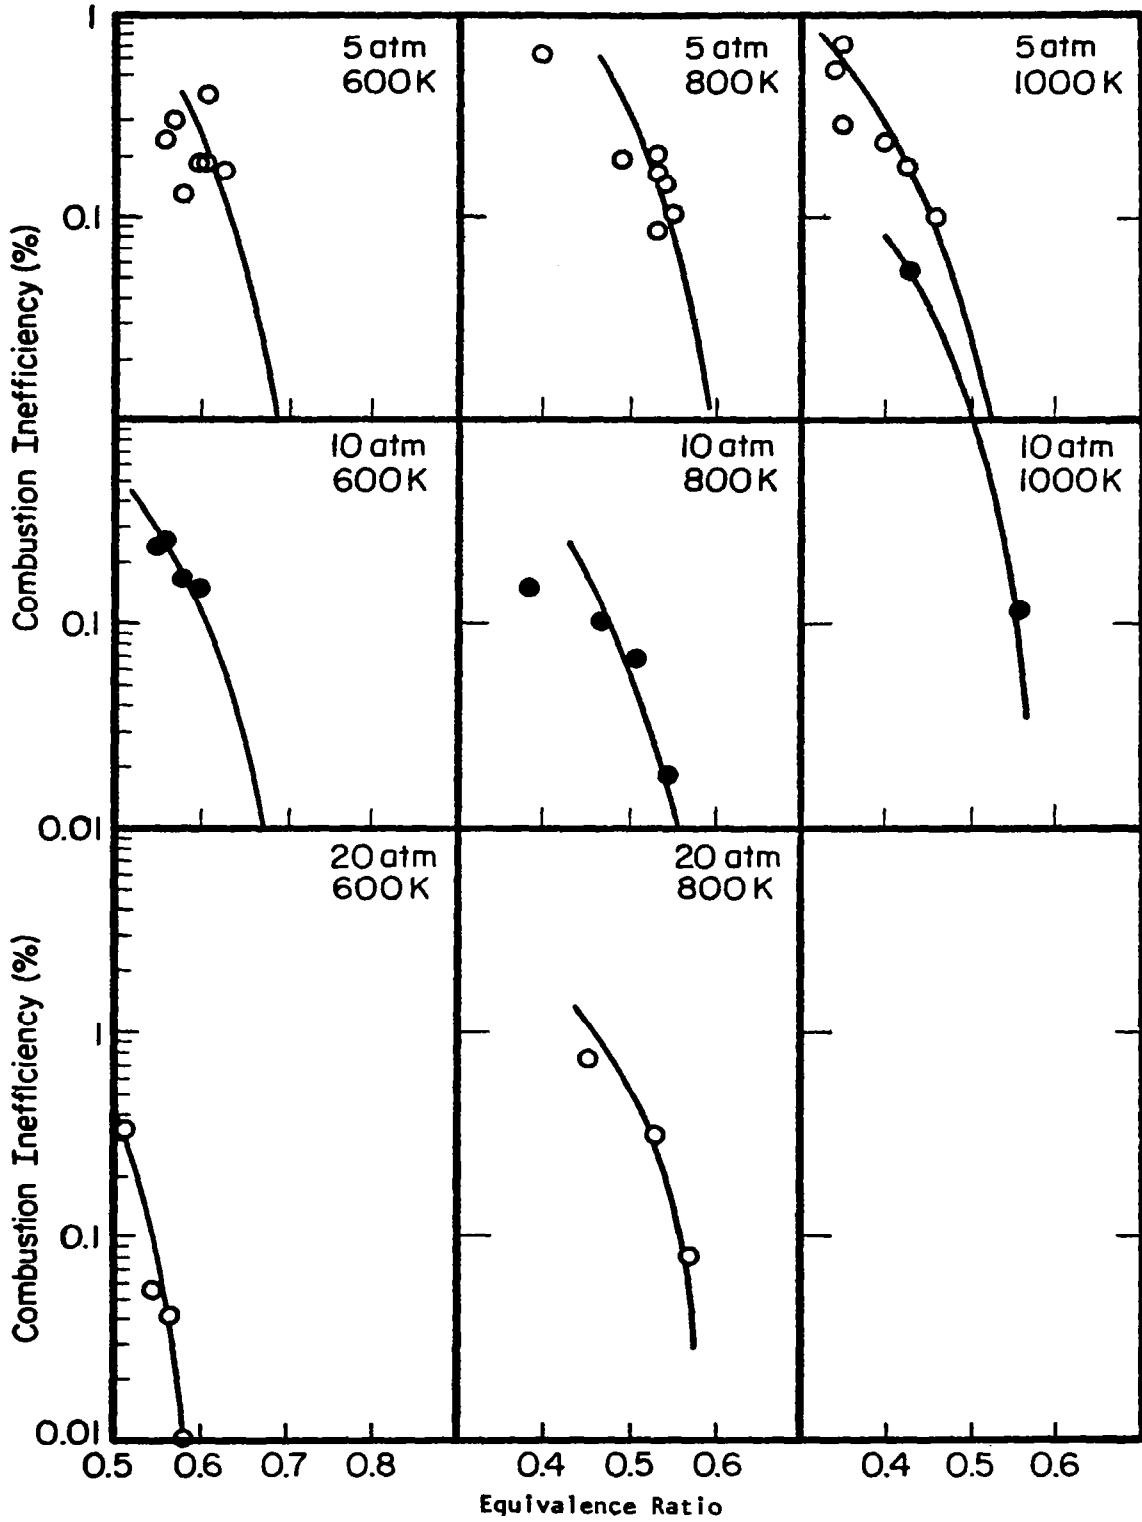 1
5 atm
600K
5 atm
800K
5 atm
1000K
0.1
Combustion Inefficiency (%)
10 atm
600K
10 atm
800K
10 atm
1000K
0.1
0.01
20 atm
600K
20 atm
800K
Combustion Inefficiency (%)
1
0.1
0.01
0.5 0.6 0.7 0.8 0.4 0.5 0.6 0.4 0.5 0.6
Equivalence Ratio